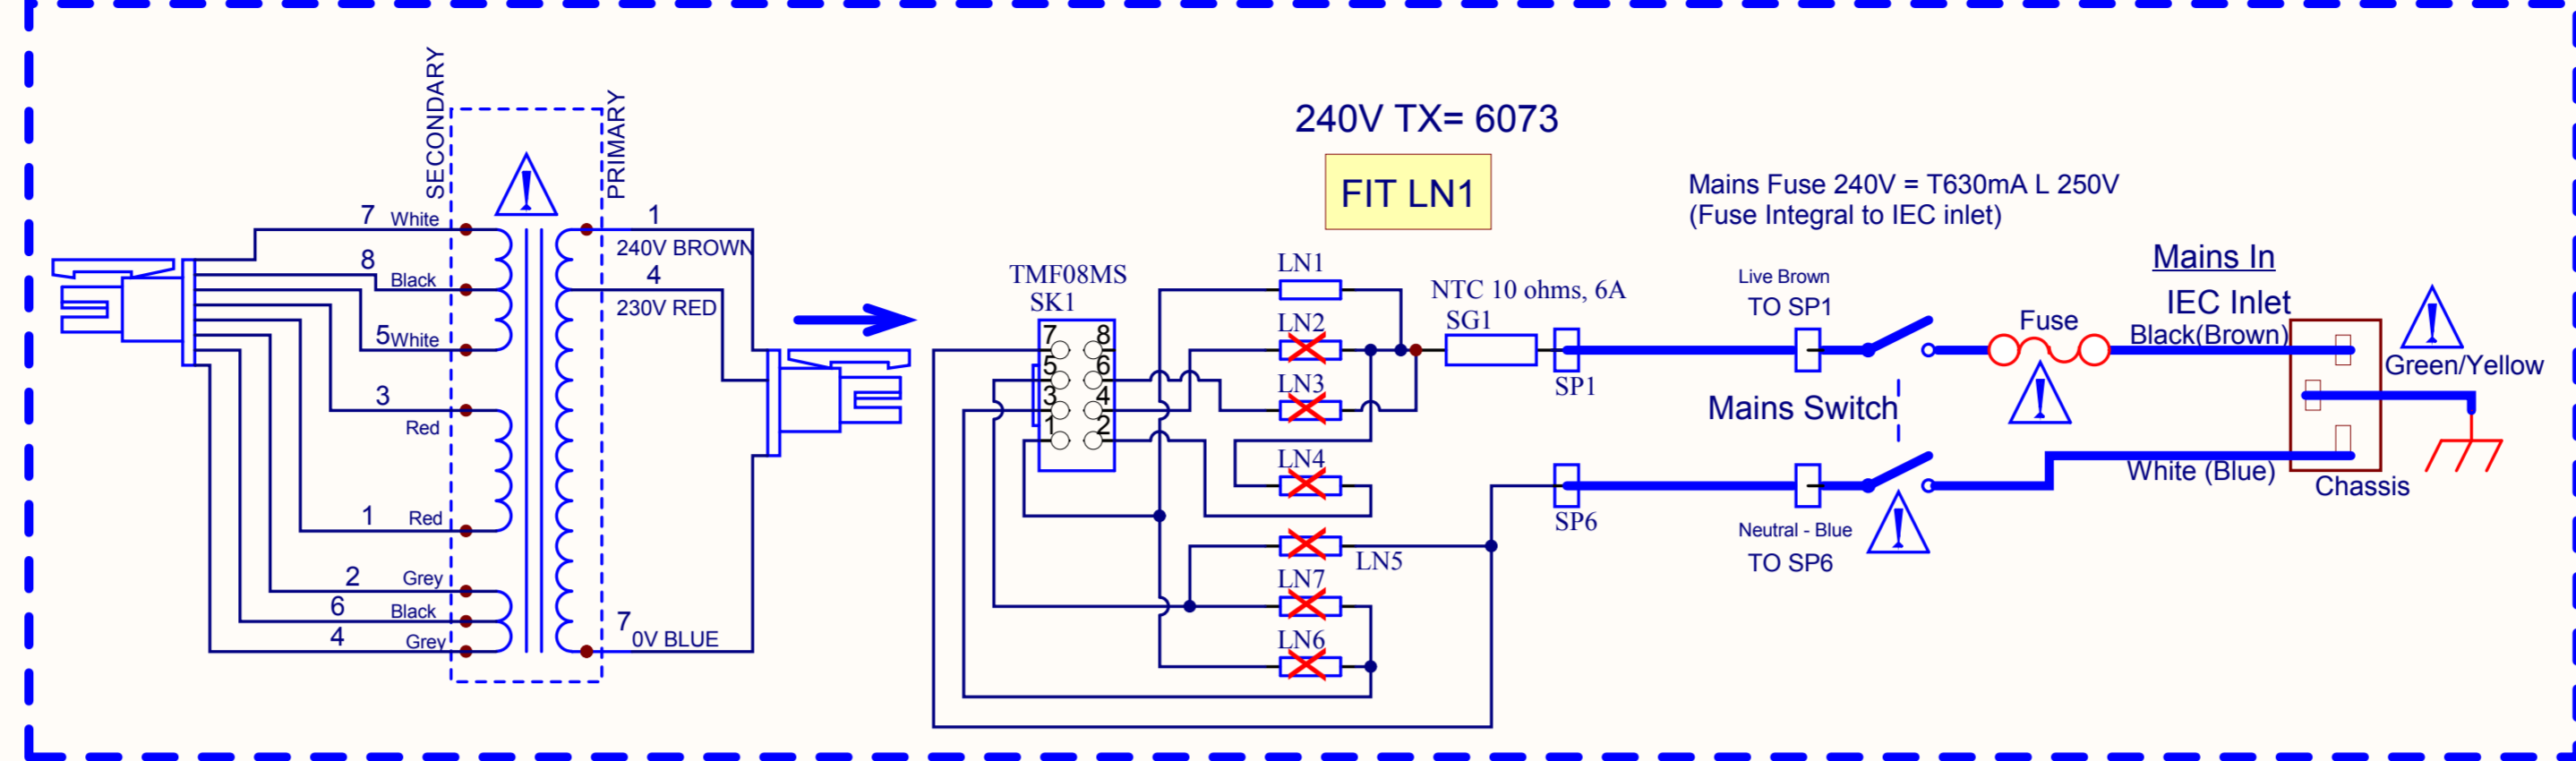 SECONDARY
PRIMARY
7 White
8 Black
5 White
3
Red
1 Red
2 Grey
6 Black
4 Grey
1
240V BROWN
4
230V RED
7
0V BLUE
240V TX= 6073
FIT LN1
TMF08MS
SK1
7 8
5 6
3 4
1 2
LN1
LN2
LN3
LN4
LN5
LN7
LN6
NTC 10 ohms, 6A
SG1
SP1
SP6
Mains Fuse 240V = T630mA L 250V
(Fuse Integral to IEC inlet)
Live Brown
TO SP1
Mains Switch
Neutral - Blue
TO SP6
Fuse
Mains In
IEC Inlet
Black(Brown)
White (Blue)
Green/Yellow
Chassis